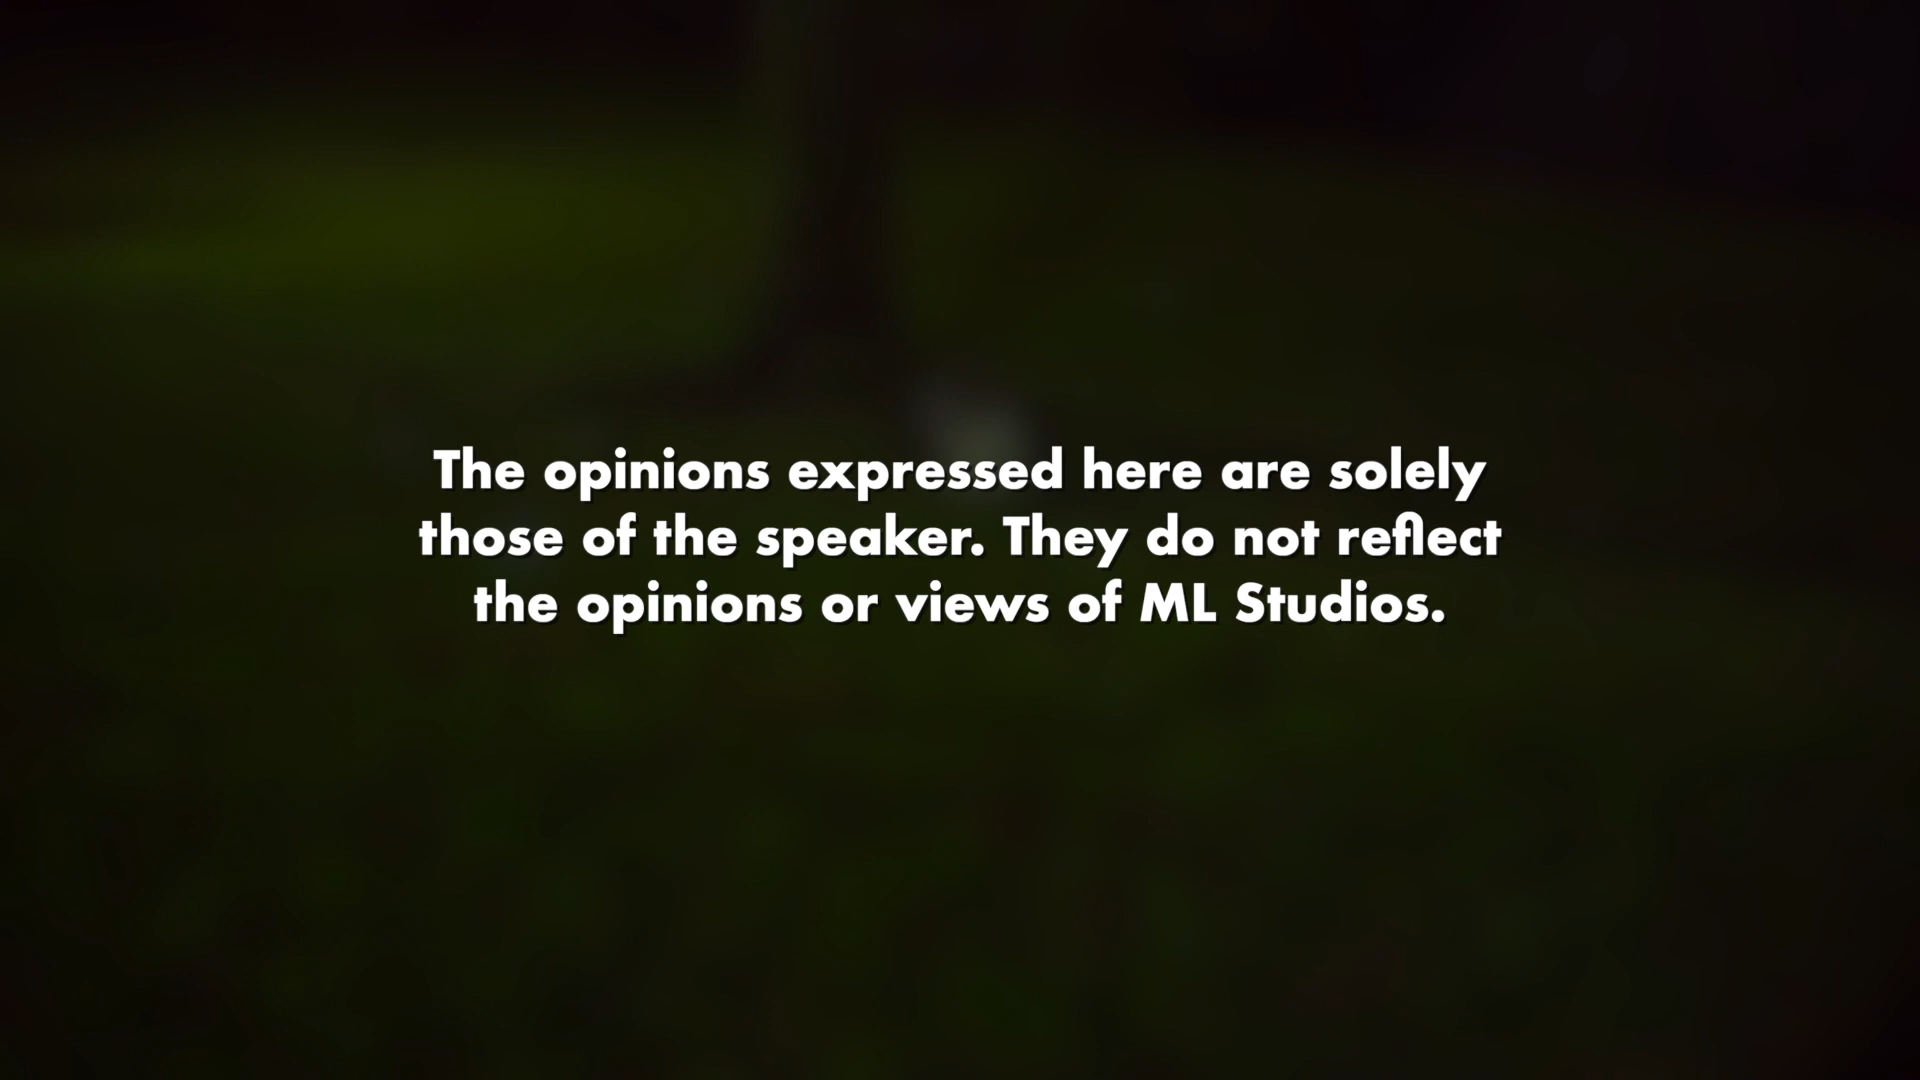 The opinions expressed here are solely
those of the speaker. They do not reflect
the opinions or views of ML Studios.